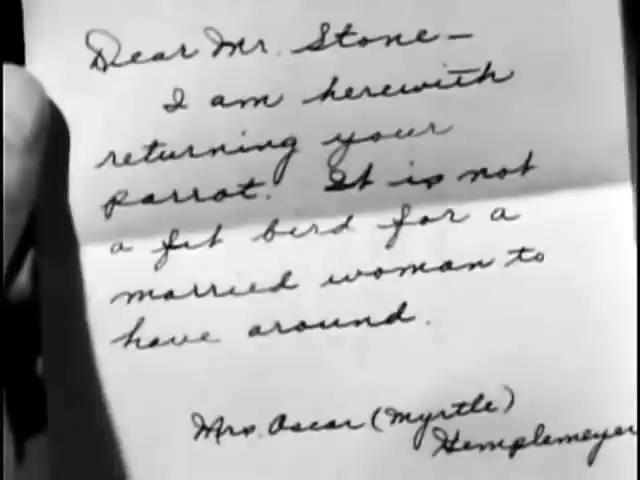 Dear Mr. Stone—
I am herewith
returning your
parrot. It is not
a fit bird for a
married woman to
have around.
Mrs. Oscar (Myrtle)
Hemplemeyer